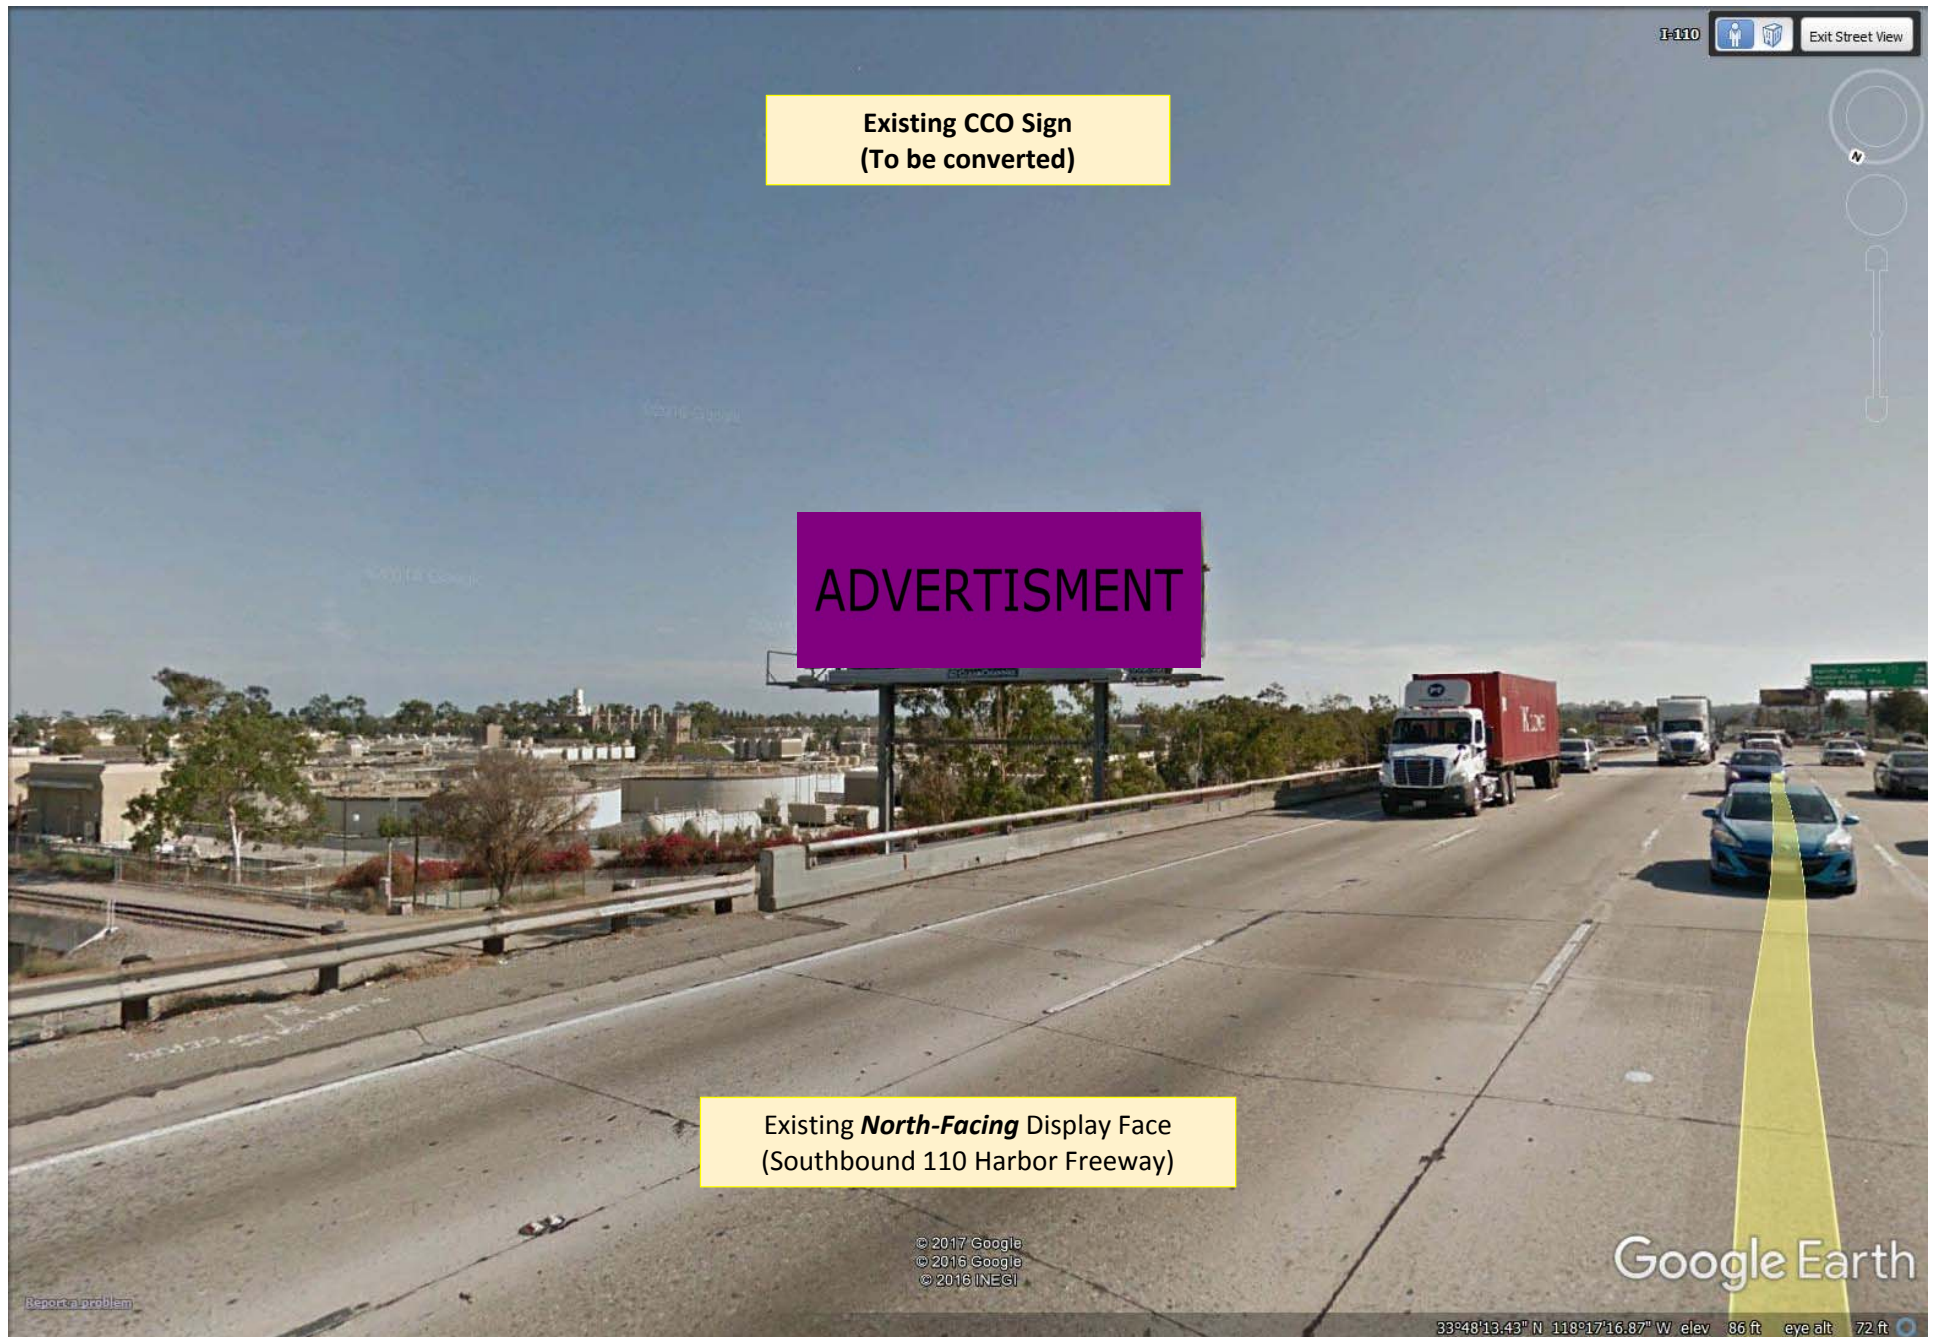 I-110
Exit Street View
Existing CCO Sign
(To be converted)
N
ADVERTISMENT
K Line
Existing North-Facing Display Face
(Southbound 110 Harbor Freeway)
© 2017 Google
© 2016 Google
© 2016 INEGI
Google Earth
Report a problem
33°48'13.43" N 118°17'16.87" W elev 86 ft eye alt 72 ft